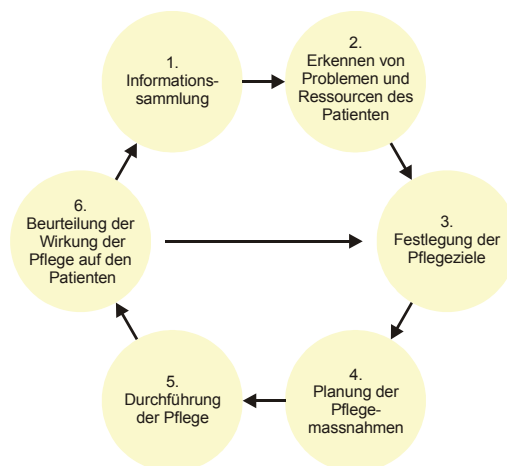 1.
Informations-
sammlung
2.
Erkennen von
Problemen und
Ressourcen des
Patienten
3.
Festlegung der
Pflegeziele
4.
Planung der
Pflege-
massnahmen
5.
Durchführung
der Pflege
6.
Beurteilung der
Wirkung der
Pflege auf den
Patienten